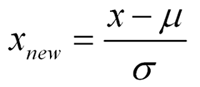 x_new = (x − μ) / σ